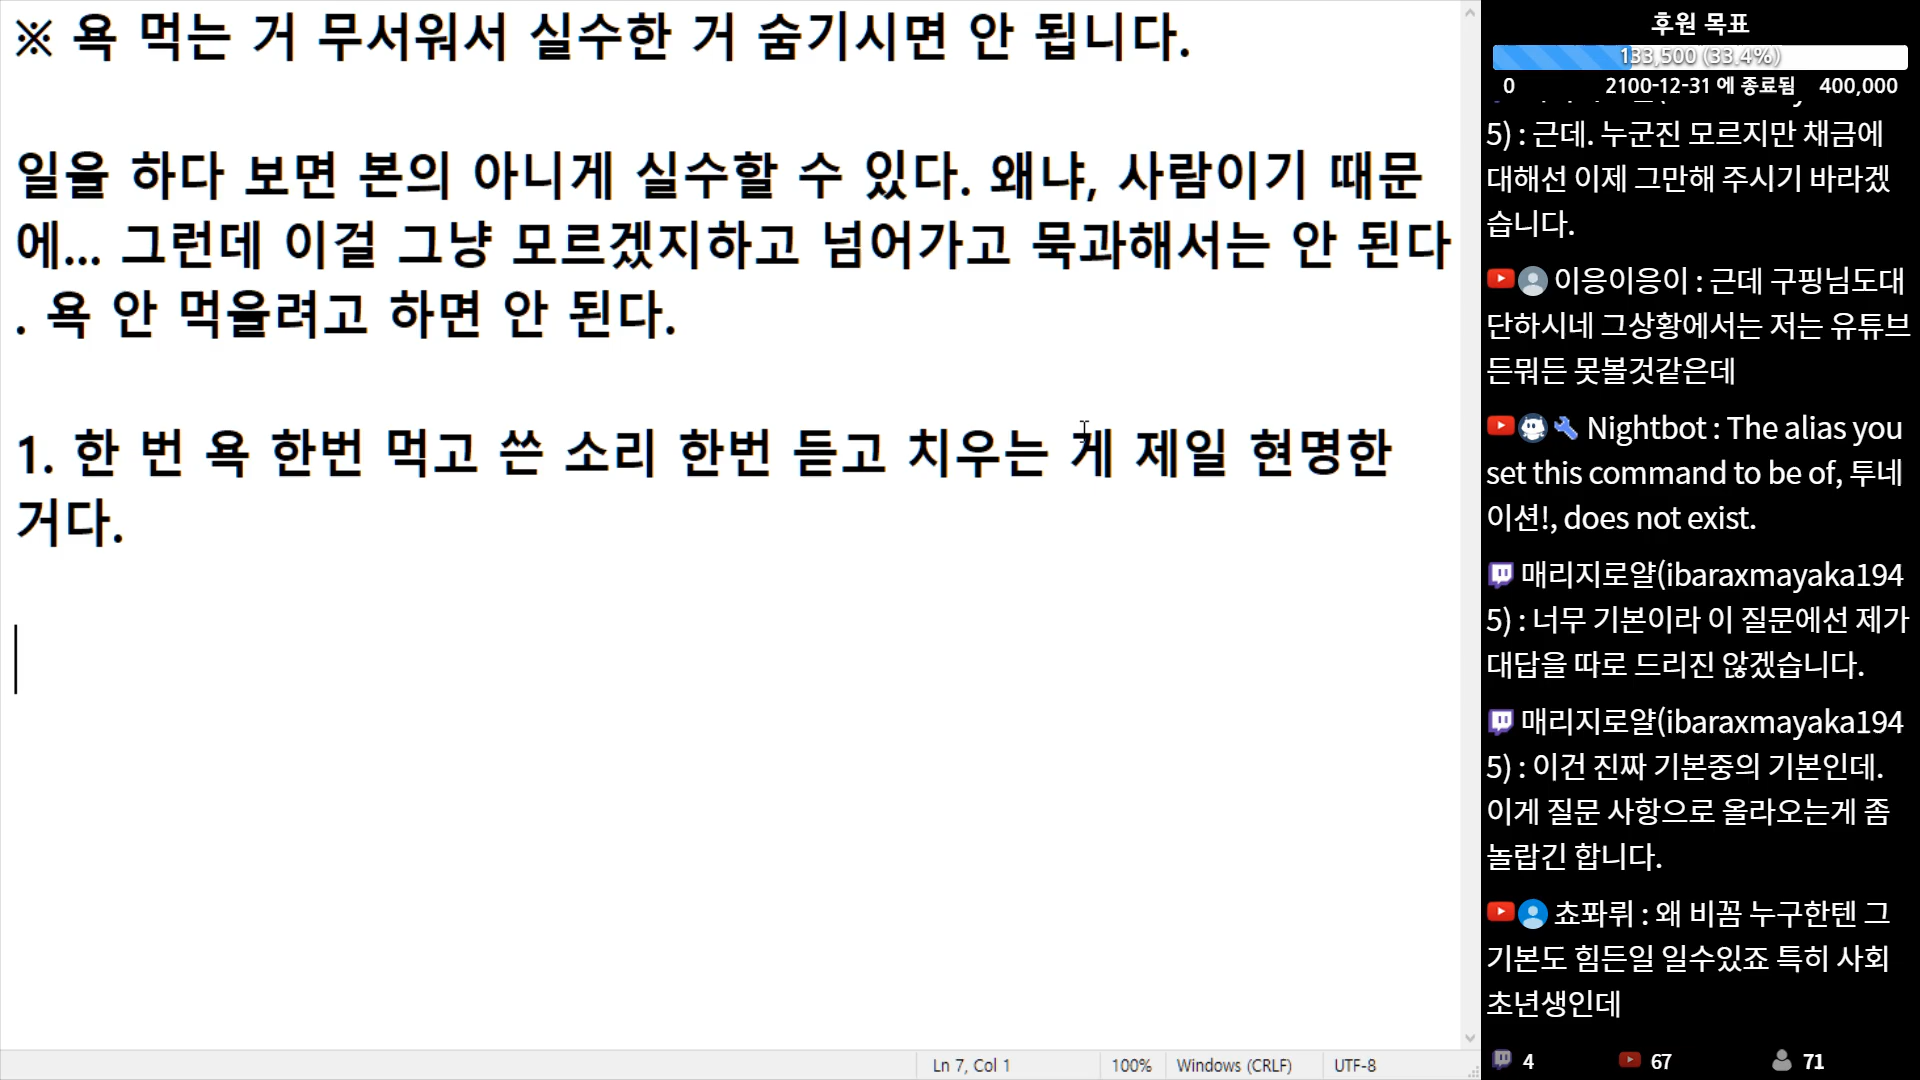 ※ 욕 먹는 거 무서워서 실수한 거 숨기시면 안 됩니다.
일을 하다 보면 본의 아니게 실수할 수 있다. 왜냐, 사람이기 때문
에... 그런데 이걸 그냥 모르겠지하고 넘어가고 묵과해서는 안 된다
. 욕 안 먹을려고 하면 안 된다.
1. 한 번 욕 한번 먹고 쓴 소리 한번 듣고 치우는 게 제일 현명한
거다.
Ln 7, Col 1
100%
Windows (CRLF)
UTF-8
후원 목표
133,500 (33.4%)
0
2100-12-31 에 종료됨
400,000
5) : 근데. 누군진 모르지만 채금에
대해선 이제 그만해 주시기 바라겠
습니다.
이응이응이 : 근데 구핑님도대
단하시네 그상황에서는 저는 유튜브
든뭐든 못볼것같은데
Nightbot : The alias you
set this command to be of, 투네
이션!, does not exist.
매리지로얄(ibaraxmayaka194
5) : 너무 기본이라 이 질문에선 제가
대답을 따로 드리진 않겠습니다.
매리지로얄(ibaraxmayaka194
5) : 이건 진짜 기본중의 기본인데.
이게 질문 사항으로 올라오는게 좀
놀랍긴 합니다.
쵸퐈뤼 : 왜 비꼼 누구한텐 그
기본도 힘든일 일수있죠 특히 사회
초년생인데
4
67
71